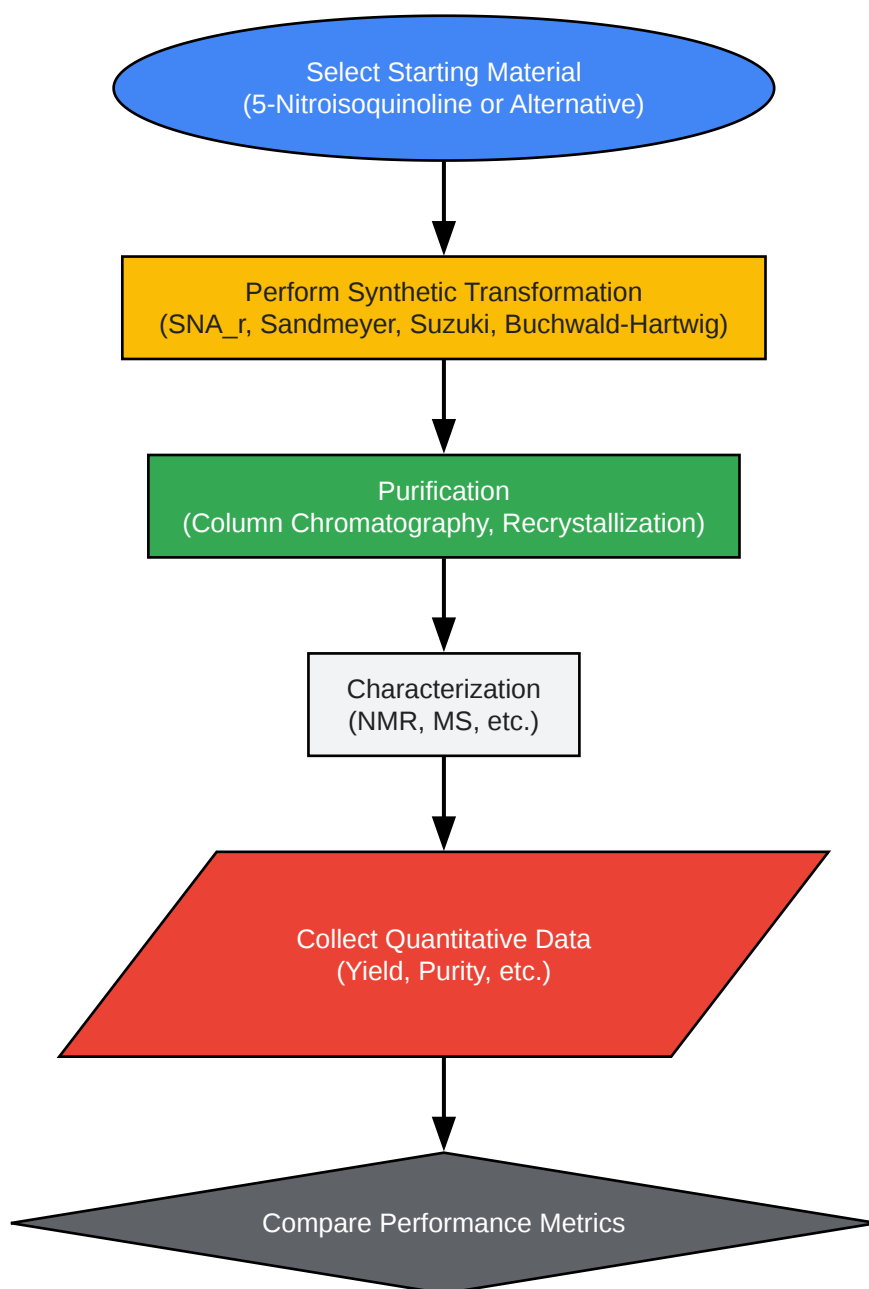 Select Starting Material
(5-Nitroisoquinoline or Alternative)
Perform Synthetic Transformation
(SNA_r, Sandmeyer, Suzuki, Buchwald-Hartwig)
Purification
(Column Chromatography, Recrystallization)
Characterization
(NMR, MS, etc.)
Collect Quantitative Data
(Yield, Purity, etc.)
Compare Performance Metrics